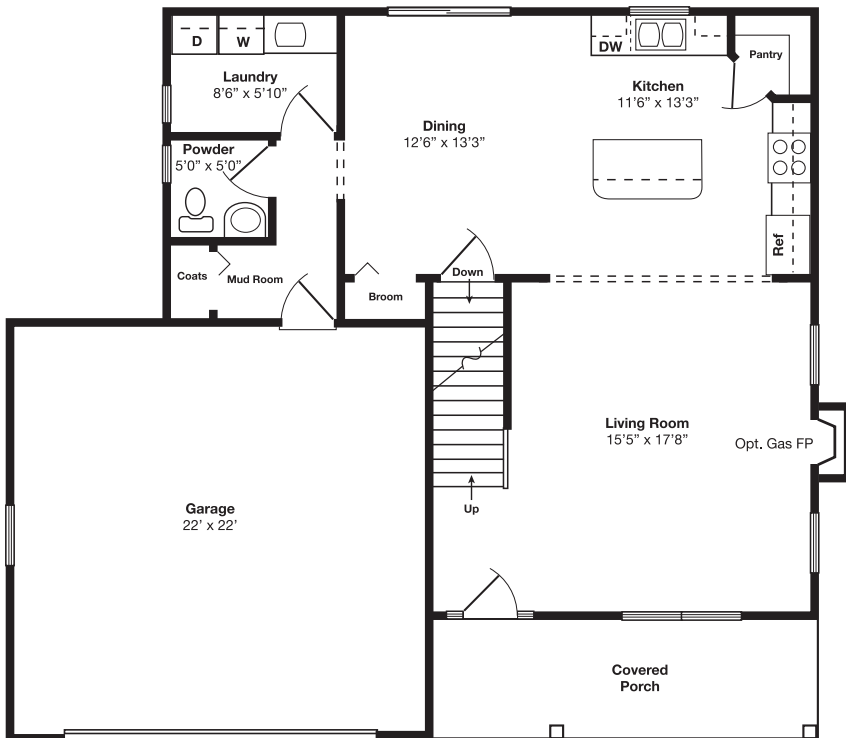 D
W
DW
Pantry
Laundry
8’6” x 5’10”
Kitchen
11’6” x 13’3”
Dining
12’6” x 13’3”
Powder
5’0” x 5’0”
Ref
Coats
Mud Room
Down
Broom
Living Room
15’5” x 17’8”
Opt. Gas FP
Garage
22’ x 22’
Up
Covered
Porch